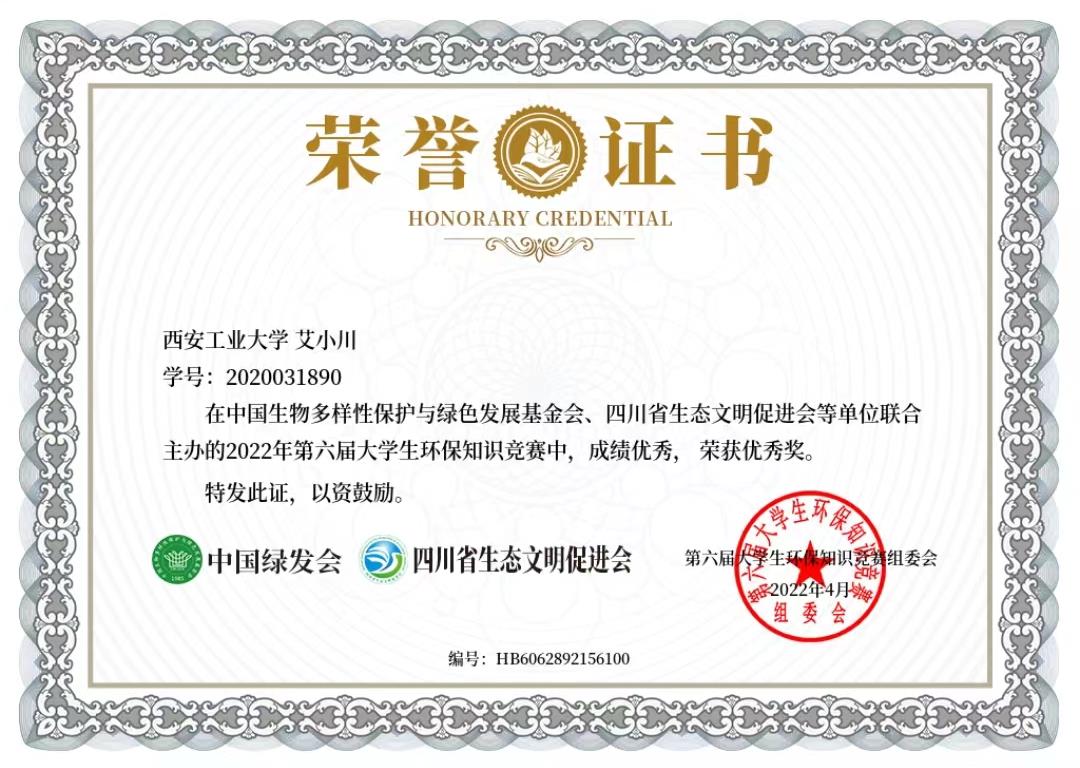 荣誉证书
HONORARY CREDENTIAL
西安工业大学 艾小川
学号：2020031890
在中国生物多样性保护与绿色发展基金会、四川省生态文明促进会等单位联合
主办的2022年第六届大学生环保知识竞赛中，成绩优秀， 荣获优秀奖。
特发此证，以资鼓励。
1985
中国绿发会
四川省生态文明促进会
第六届大学生环保知识竞赛组委会
2022年4月
第六届大学生环保知识竞赛
组委会
编号：HB6062892156100